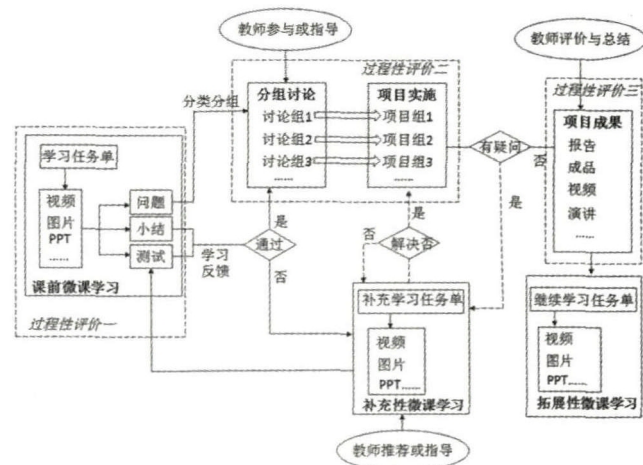 教师参与或指导
教师评价与总结
过程性评价二
过程性评价三
分组讨论
项目实施
讨论组1
项目组1
讨论组2
项目组2
讨论组3
项目组3
......
......
分类分组
项目成果
报告
成品
视频
演讲
......
有疑问
否
是
学习任务单
视频
图片
PPT
......
问题
小结
测试
学习
反馈
课前微课学习
过程性评价一
是
通过
否
是
否
解决否
补充学习任务单
视频
图片
PPT......
补充性微课学习
继续学习任务单
视频
图片
PPT......
拓展性微课学习
教师推荐或指导